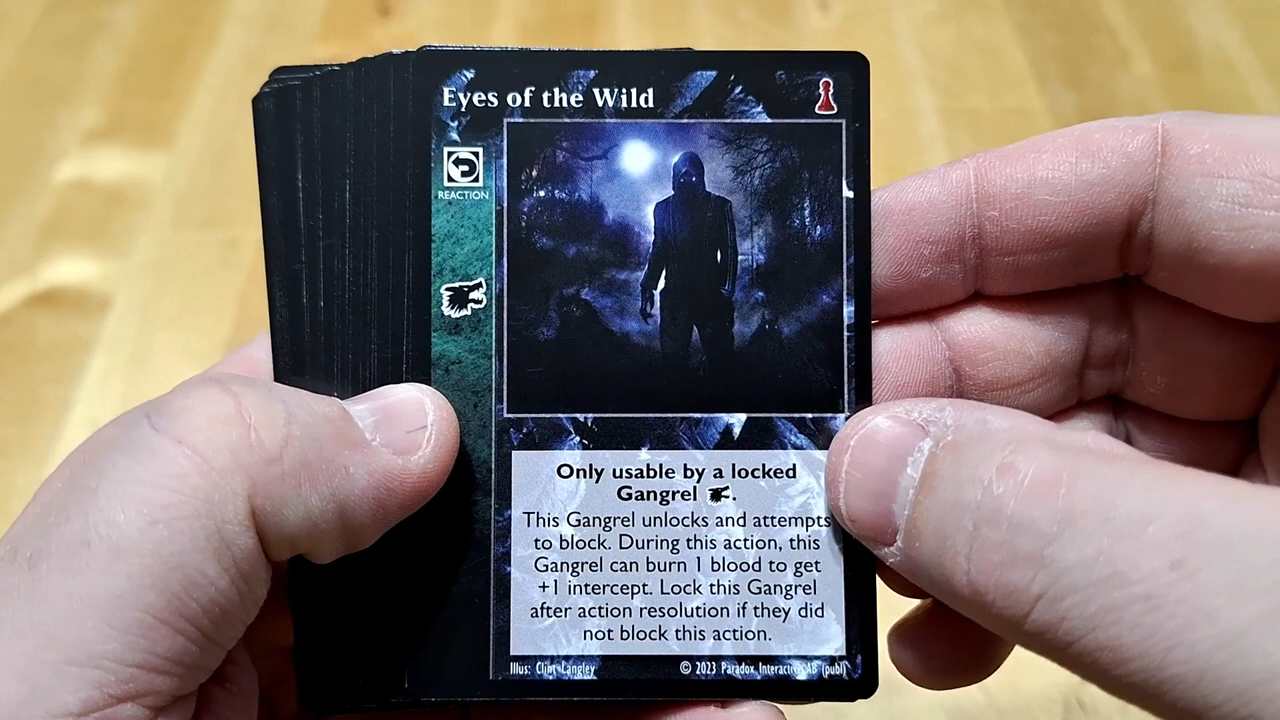 Eyes of the Wild
REACTION
Only usable by a locked
Gangrel .
This Gangrel unlocks and attempts
to block. During this action, this
Gangrel can burn 1 blood to get
+1 intercept. Lock this Gangrel
after action resolution if they did
not block this action.
Illus: Clint Langley © 2023 Paradox Interactive AB (publ)